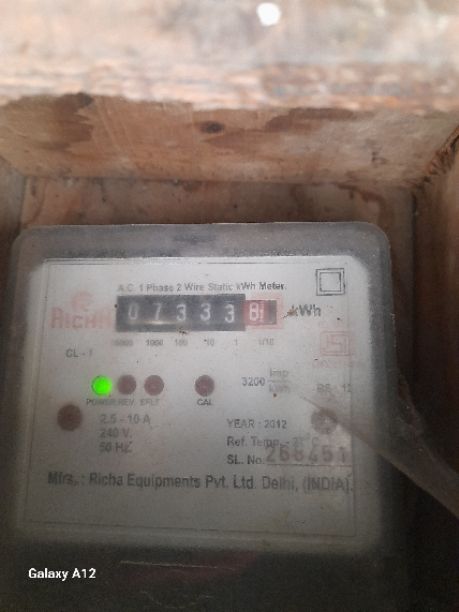 A.C. 1 Phase 2 Wire Static kWh Meter
RICHA
07333 8 kWh
10000 1000 100 10 1 1/10
CL - 1
3200 imp
kWh
POWER REV. EFLT CAL
2.5 - 10 A
240 V.
50 HZ
YEAR : 2012
Ref. Temp.
SL. No. 266451
Mfrs. : Richa Equipments Pvt. Ltd. Delhi, (INDIA).
Galaxy A12